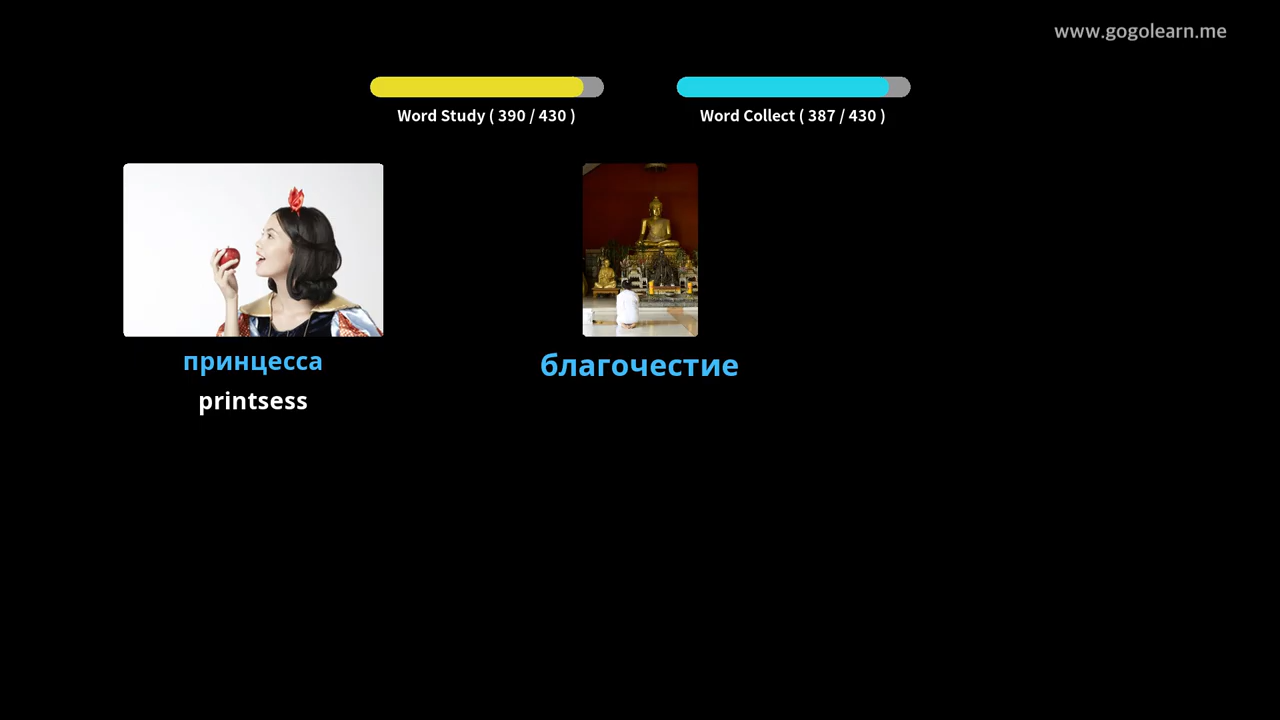 www.gogolearn.me
Word Study ( 390 / 430 )
Word Collect ( 387 / 430 )
принцесса
printsess
благочестие